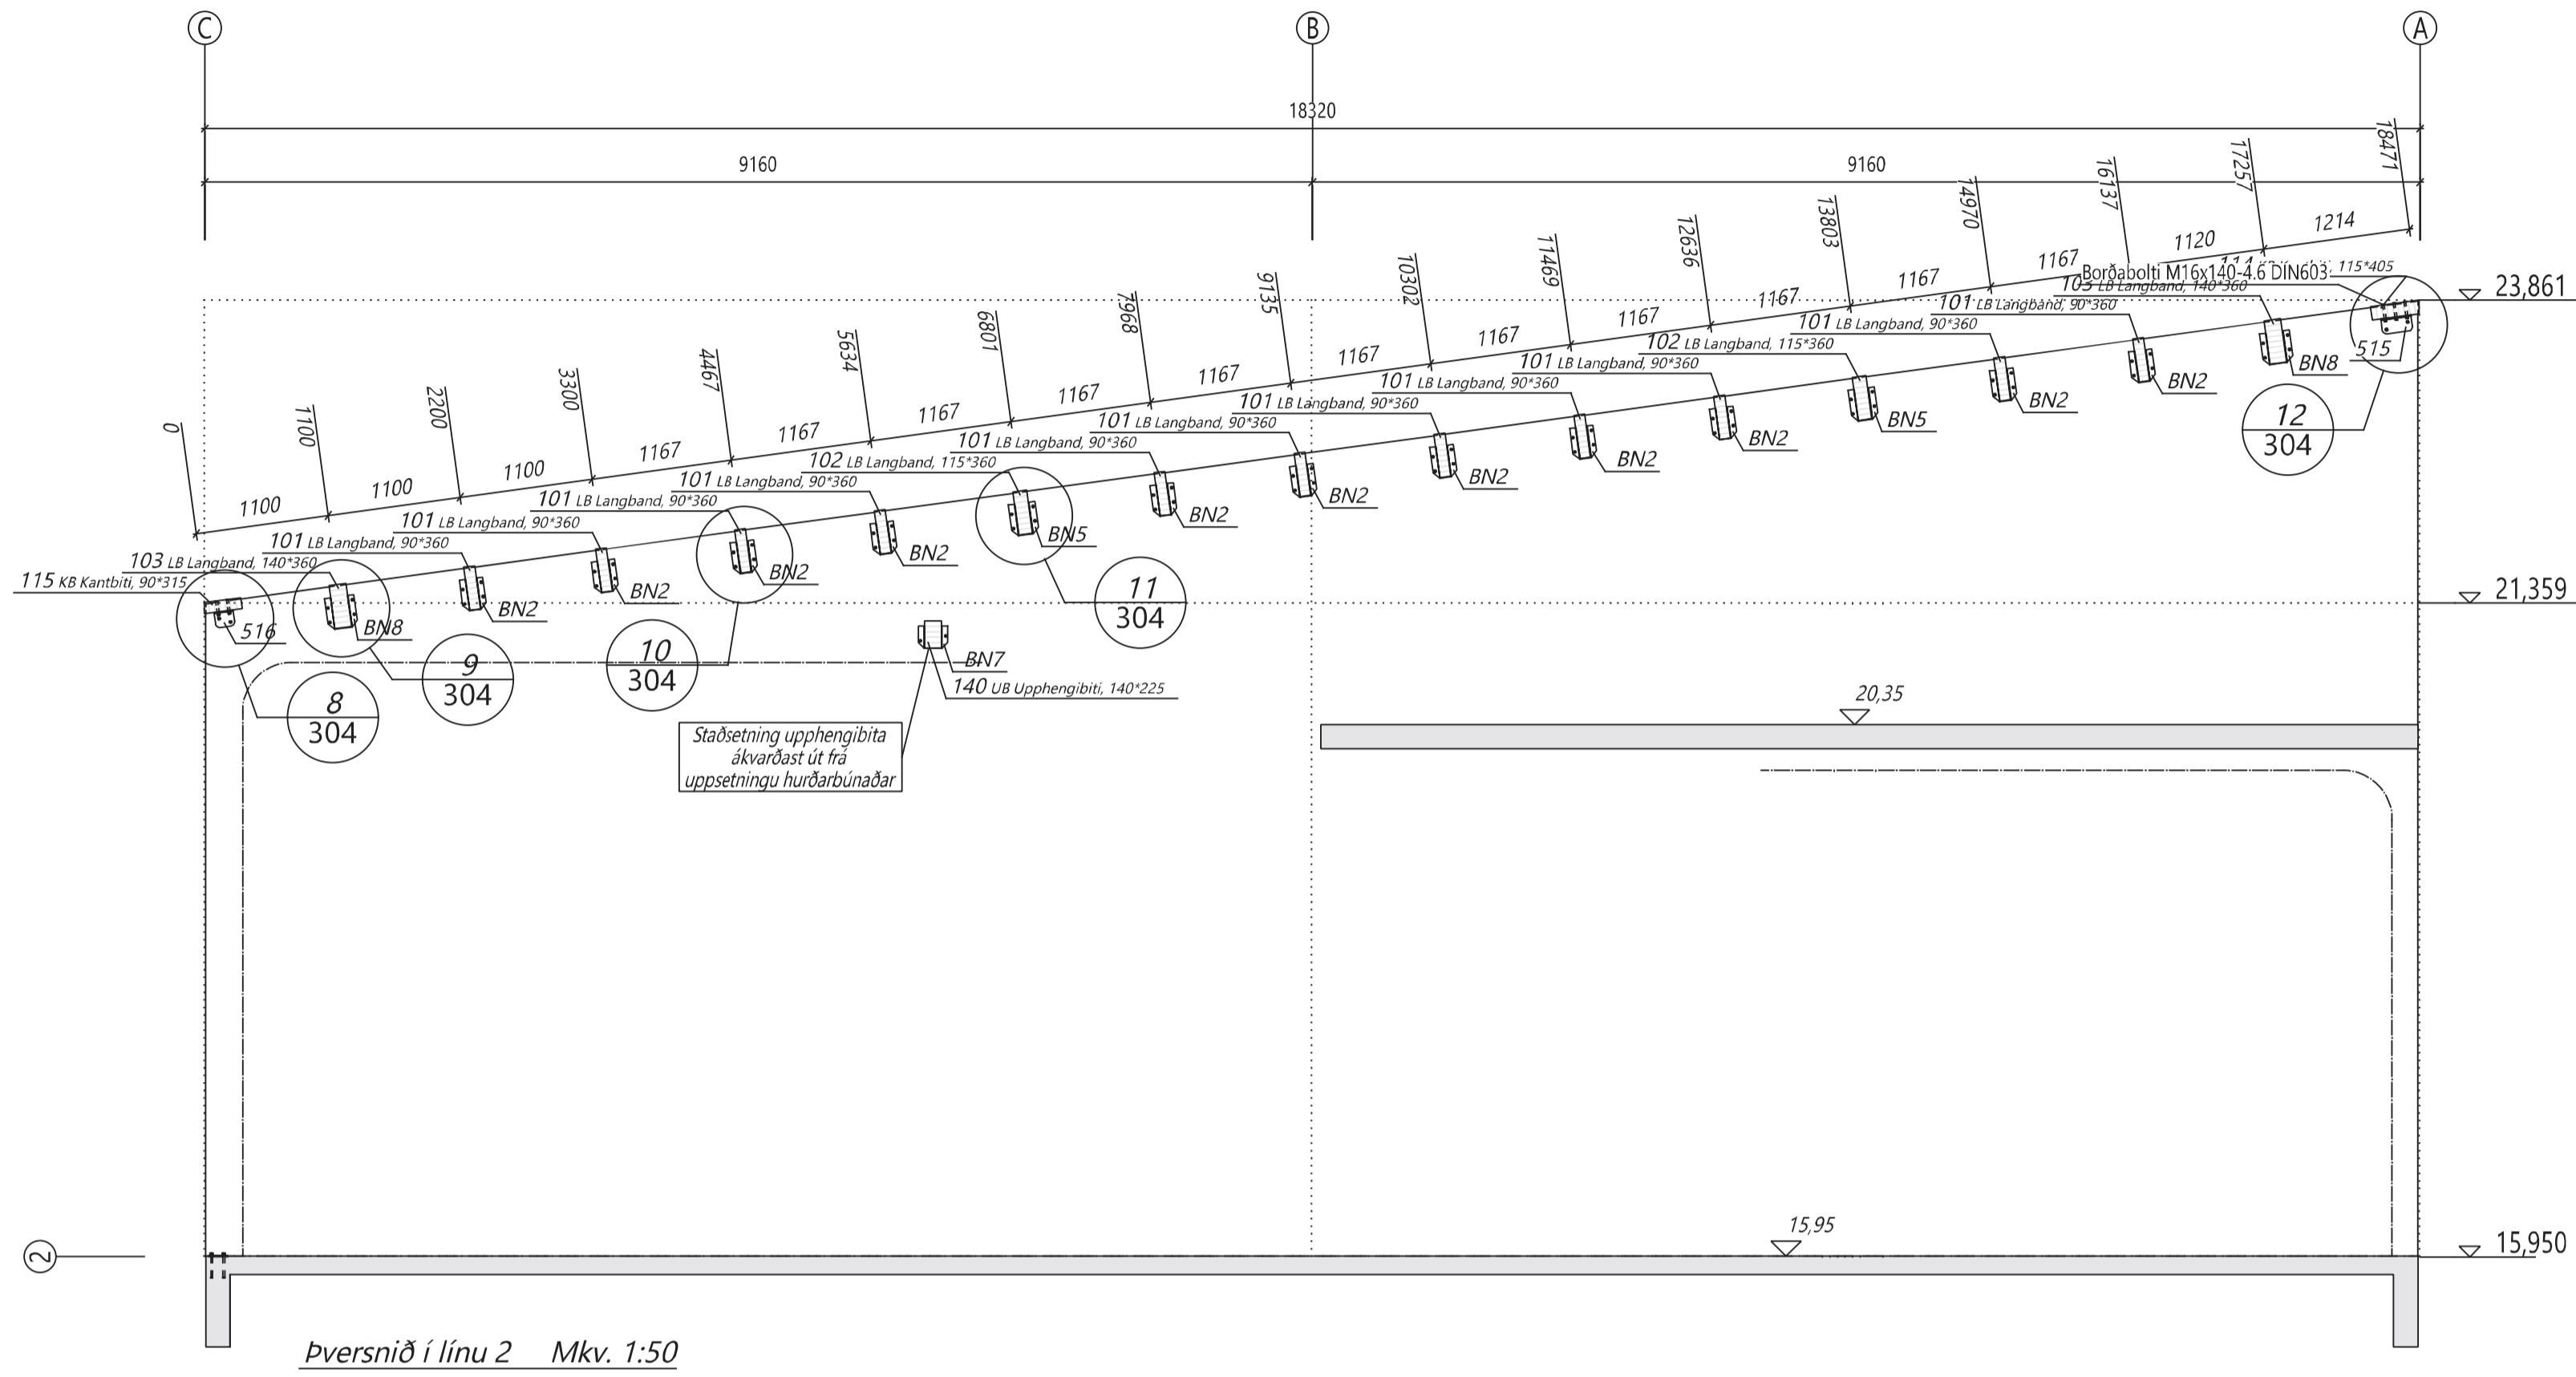 C
B
A
18320
9160
9160
0
1100
2200
3300
4467
5634
6801
7968
9135
10302
11469
12636
13803
14970
16137
17257
18471
1100
1100
1100
1167
1167
1167
1167
1167
1167
1167
1167
1167
1167
1167
1120
1214
115 KB Kantbiti, 90*315
103 LB Langband, 140*360
101 LB Langband, 90*360
101 LB Langband, 90*360
101 LB Langband, 90*360
101 LB Langband, 90*360
102 LB Langband, 115*360
101 LB Langband, 90*360
101 LB Langband, 90*360
101 LB Langband, 90*360
101 LB Langband, 90*360
101 LB Langband, 90*360
102 LB Langband, 115*360
101 LB Langband, 90*360
101 LB Langband, 90*360
103 LB Langband, 140*360
Borðabolti M16x140-4.6 DIN603
115*405
516
BN8
BN2
BN2
BN2
BN2
BN5
BN2
BN2
BN2
BN2
BN2
BN5
BN2
BN2
BN8
515
23,861
21,359
8
304
9
304
10
304
11
304
12
304
BN7
140 UB Upphengibiti, 140*225
Staðsetning upphengibita
ákvarðast út frá
uppsetningu hurðarbúnaðar
20,35
15,95
15,950
2
Þversnið í línu 2 Mkv. 1:50